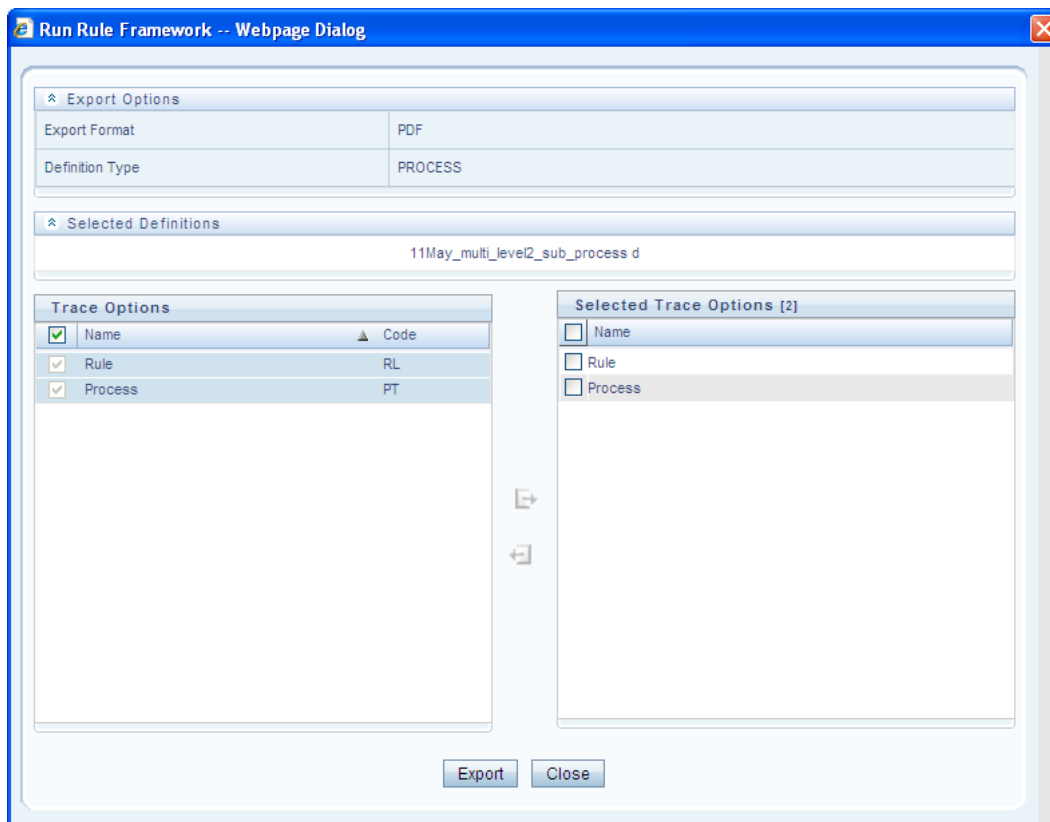 Run Rule Framework -- Webpage Dialog
Export Options
Export Format PDF
Definition Type PROCESS
Selected Definitions
11May_multi_level2_sub_process d
Trace Options
Name Code
Rule RL
Process PT
Selected Trace Options [2]
Name
Rule
Process
Export Close